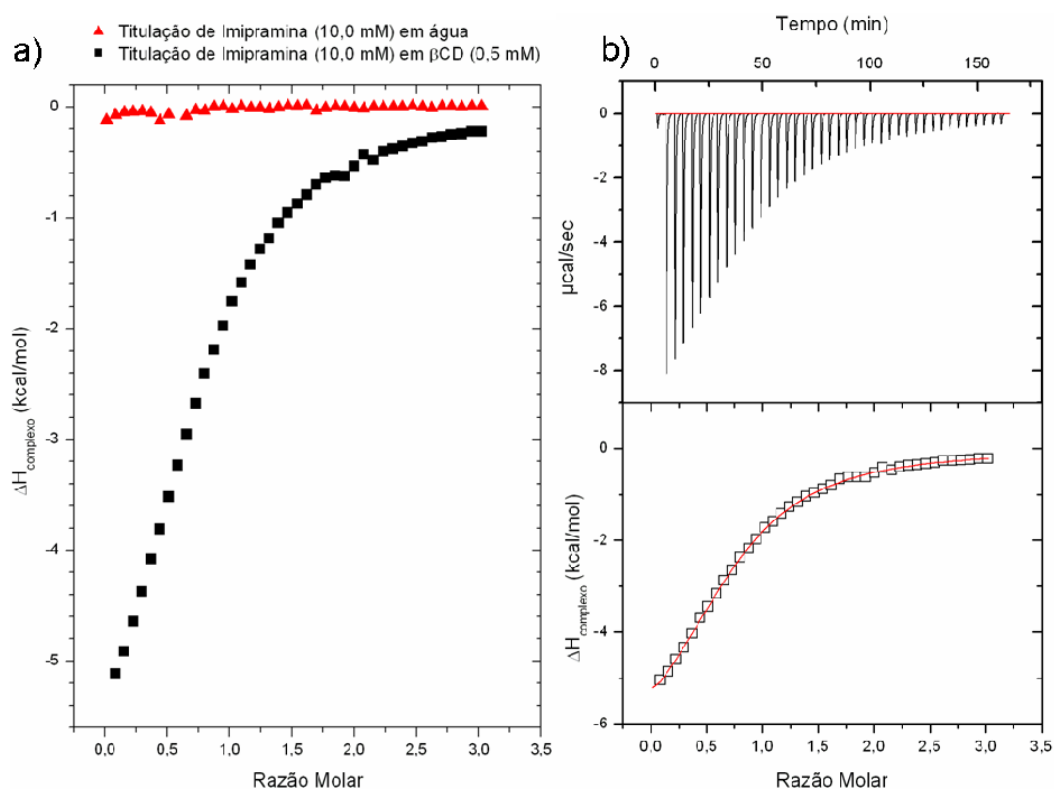 a)
Titulação de Imipramina (10,0 mM) em água
Titulação de Imipramina (10,0 mM) em βCD (0,5 mM)
0
-1
-2
-3
-4
-5
ΔHcomplexo (kcal/mol)
0,0 0,5 1,0 1,5 2,0 2,5 3,0 3,5
Razão Molar
b)
Tempo (min)
0 50 100 150
0
-2
-4
-6
-8
µcal/sec
0
-2
-4
-6
ΔHcomplexo (kcal/mol)
0,0 0,5 1,0 1,5 2,0 2,5 3,0 3,5
Razão Molar